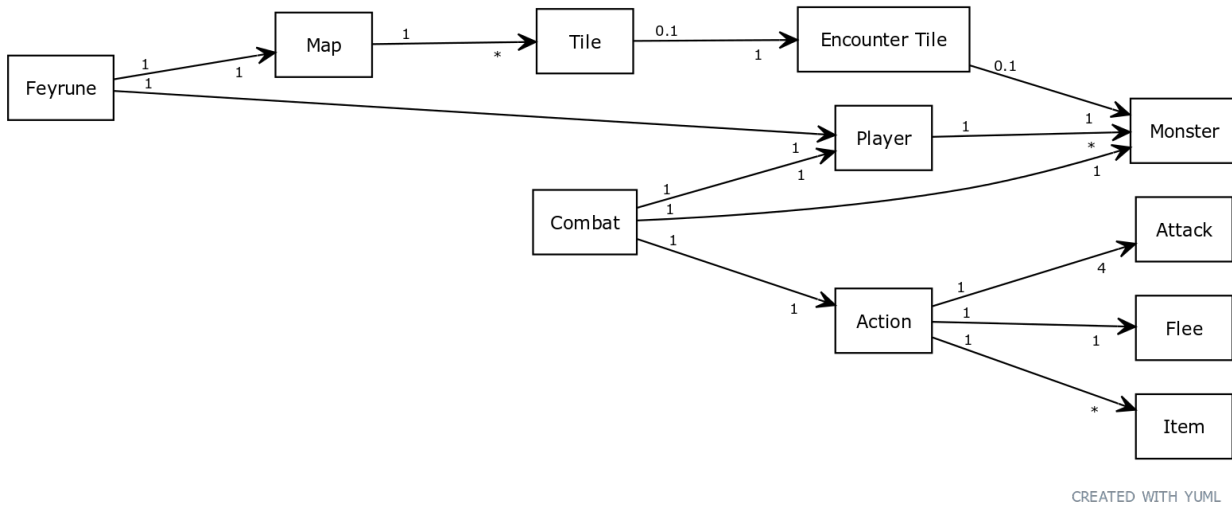 Feyrune
1
1
1
Map
1
*
Tile
0.1
1
Encounter Tile
0.1
1
Player
1
1
1
*
Monster
1
Combat
1
1
1
1
Action
1
4
Attack
1
1
Flee
1
*
Item
CREATED WITH YUML